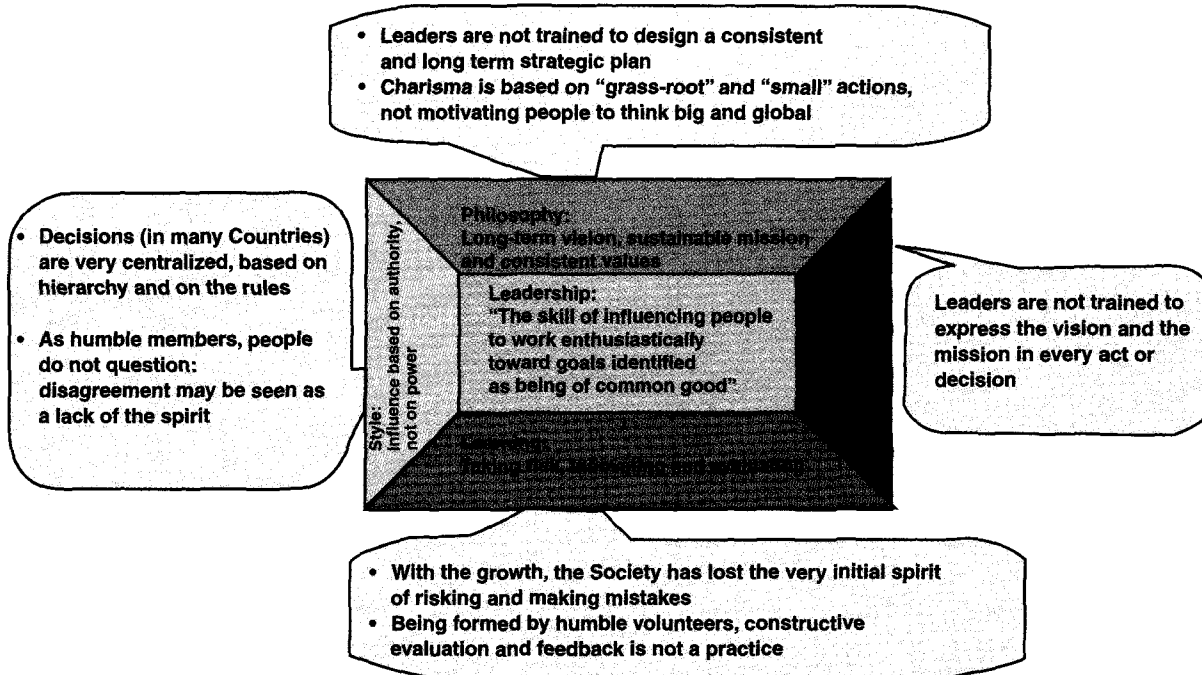 • Leaders are not trained to design a consistent
and long term strategic plan
• Charisma is based on “grass-root” and “small” actions,
not motivating people to think big and global
• Decisions (in many Countries)
are very centralized, based on
hierarchy and on the rules
• As humble members, people
do not question:
disagreement may be seen as
a lack of the spirit
Style:
Influence based on authority,
not on power
Philosophy:
Long-term vision, sustainable mission
and consistent values
Leadership:
"The skill of influencing people
to work enthusiastically
toward goals identified
as being of common good”
Leaders are not trained to
express the vision and the
mission in every act or
decision
• With the growth, the Society has lost the very initial spirit
of risking and making mistakes
• Being formed by humble volunteers, constructive
evaluation and feedback is not a practice